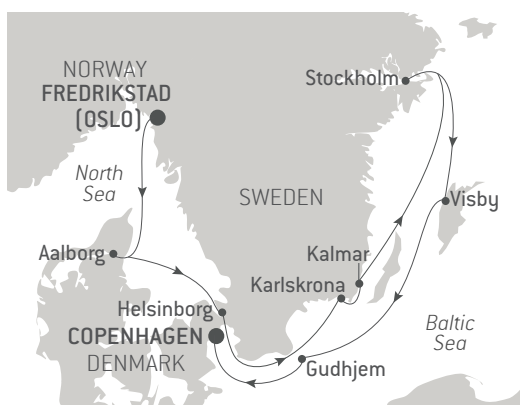 NORWAY
FREDRIKSTAD
(OSLO)
Stockholm
North
Sea
SWEDEN
Visby
Aalborg
Kalmar
Karlskrona
Helsinborg
COPENHAGEN
DENMARK
Baltic
Sea
Gudhjem